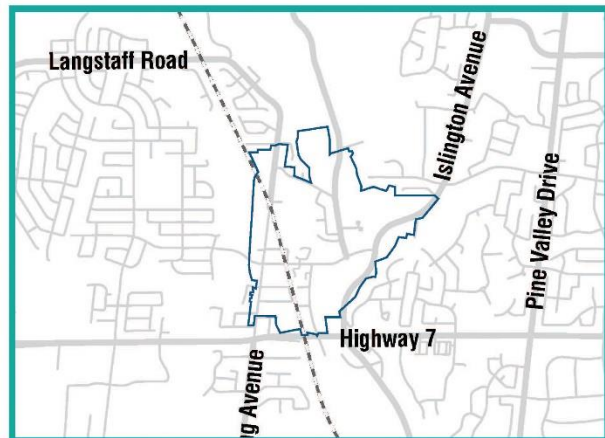 Langstaff Road
Islington Avenue
Pine Valley Drive
Highway 7
Avenue